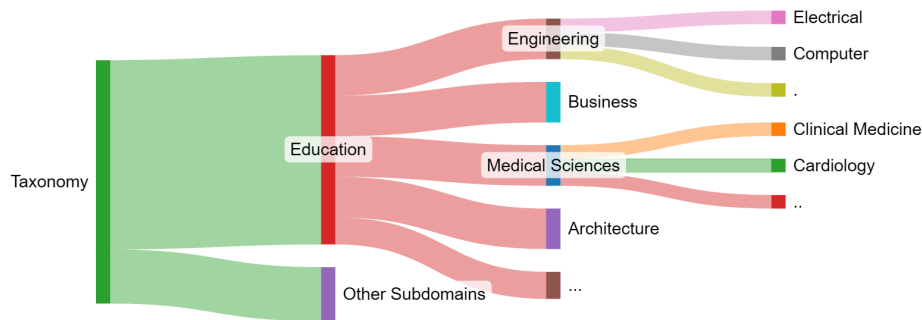 Electrical
Engineering
Computer
.
Business
Clinical Medicine
Education
Medical Sciences
Cardiology
Taxonomy
..
Architecture
Other Subdomains
...